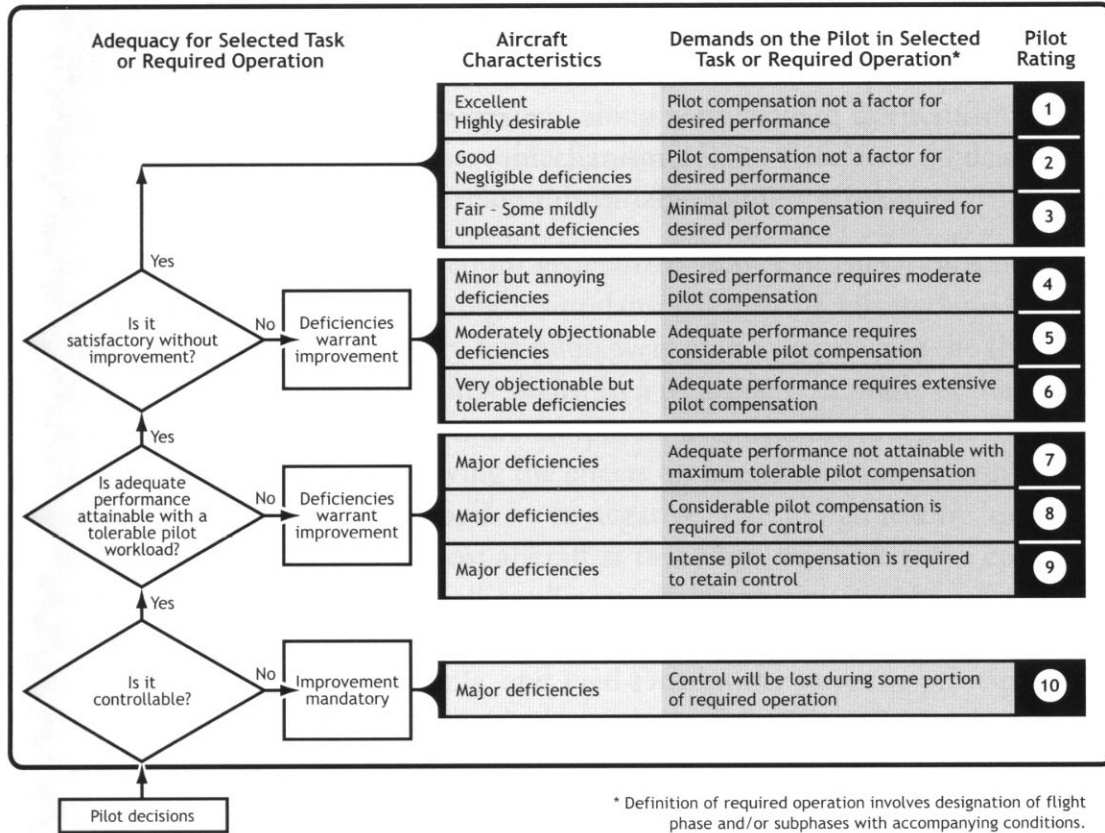 Adequacy for Selected Task
or Required Operation
Aircraft
Characteristics
Demands on the Pilot in Selected
Task or Required Operation*
Pilot
Rating
Excellent
Highly desirable
Pilot compensation not a factor for
desired performance
1
Good
Negligible deficiencies
Pilot compensation not a factor for
desired performance
2
Fair - Some mildly
unpleasant deficiencies
Minimal pilot compensation required for
desired performance
3
Yes
Is it
satisfactory without
improvement?
No
Deficiencies
warrant
improvement
Minor but annoying
deficiencies
Desired performance requires moderate
pilot compensation
4
Moderately objectionable
deficiencies
Adequate performance requires
considerable pilot compensation
5
Very objectionable but
tolerable deficiencies
Adequate performance requires extensive
pilot compensation
6
Yes
Is adequate
performance
attainable with a
tolerable pilot
workload?
No
Deficiencies
warrant
improvement
Major deficiencies
Adequate performance not attainable with
maximum tolerable pilot compensation
7
Major deficiencies
Considerable pilot compensation is
required for control
8
Major deficiencies
Intense pilot compensation is required
to retain control
9
Yes
Is it
controllable?
No
Improvement
mandatory
Major deficiencies
Control will be lost during some portion
of required operation
10
Pilot decisions
* Definition of required operation involves designation of flight
phase and/or subphases with accompanying conditions.